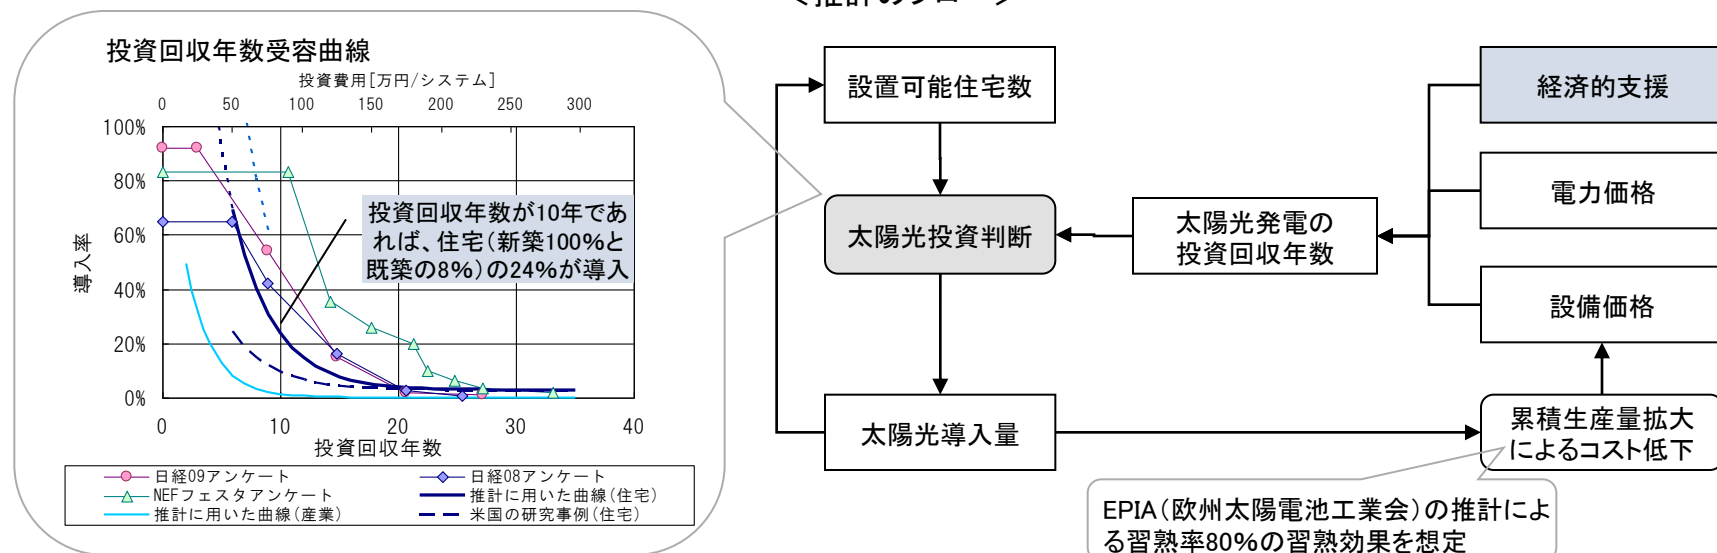 ＜推計のフロー＞
投資回収年数受容曲線
投資費用[万円/システム]
0 50 100 150 200 250 300
100%
80%
60%
40%
20%
0%
導入率
0 10 20 30 40
投資回収年数
投資回収年数が10年であ
れば、住宅（新築100%と
既築の8%）の24%が導入
日経09アンケート
日経08アンケート
NEFフェスタアンケート
推計に用いた曲線(住宅)
推計に用いた曲線(産業)
米国の研究事例(住宅)
設置可能住宅数
太陽光投資判断
太陽光導入量
太陽光発電の
投資回収年数
経済的支援
電力価格
設備価格
累積生産量拡大
によるコスト低下
EPIA（欧州太陽電池工業会）の推計によ
る習熟率80%の習熟効果を想定